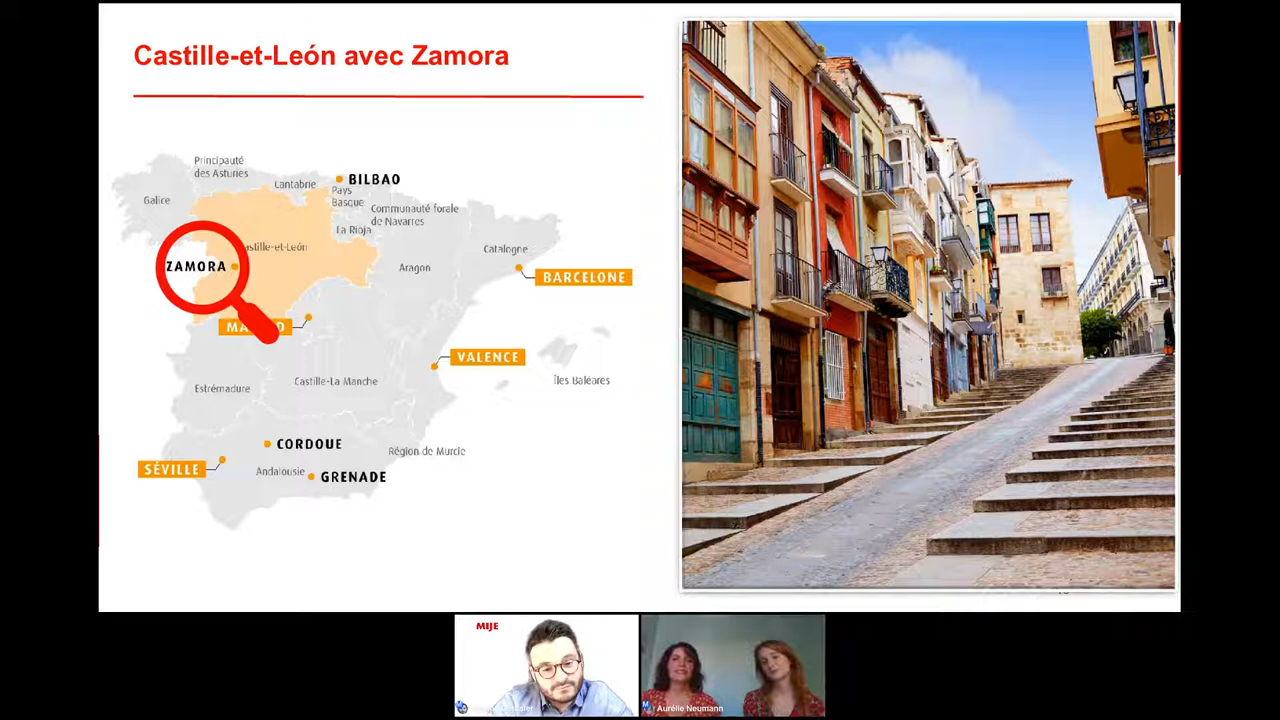 Castille-et-León avec Zamora
Principauté
des Asturies
Cantabrie
BILBAO
Pays
Basque
Galice
Communauté forale
de Navarres
La Rioja
astille-et-León
Catalogne
ZAMORA
Aragon
BARCELONE
VALENCE
Castille-La Manche
Îles Baléares
Estrémadure
CORDOUE
Région de Murcie
SÉVILLE
Andalousie
GRENADE
MIJE
Aurélie Neumann